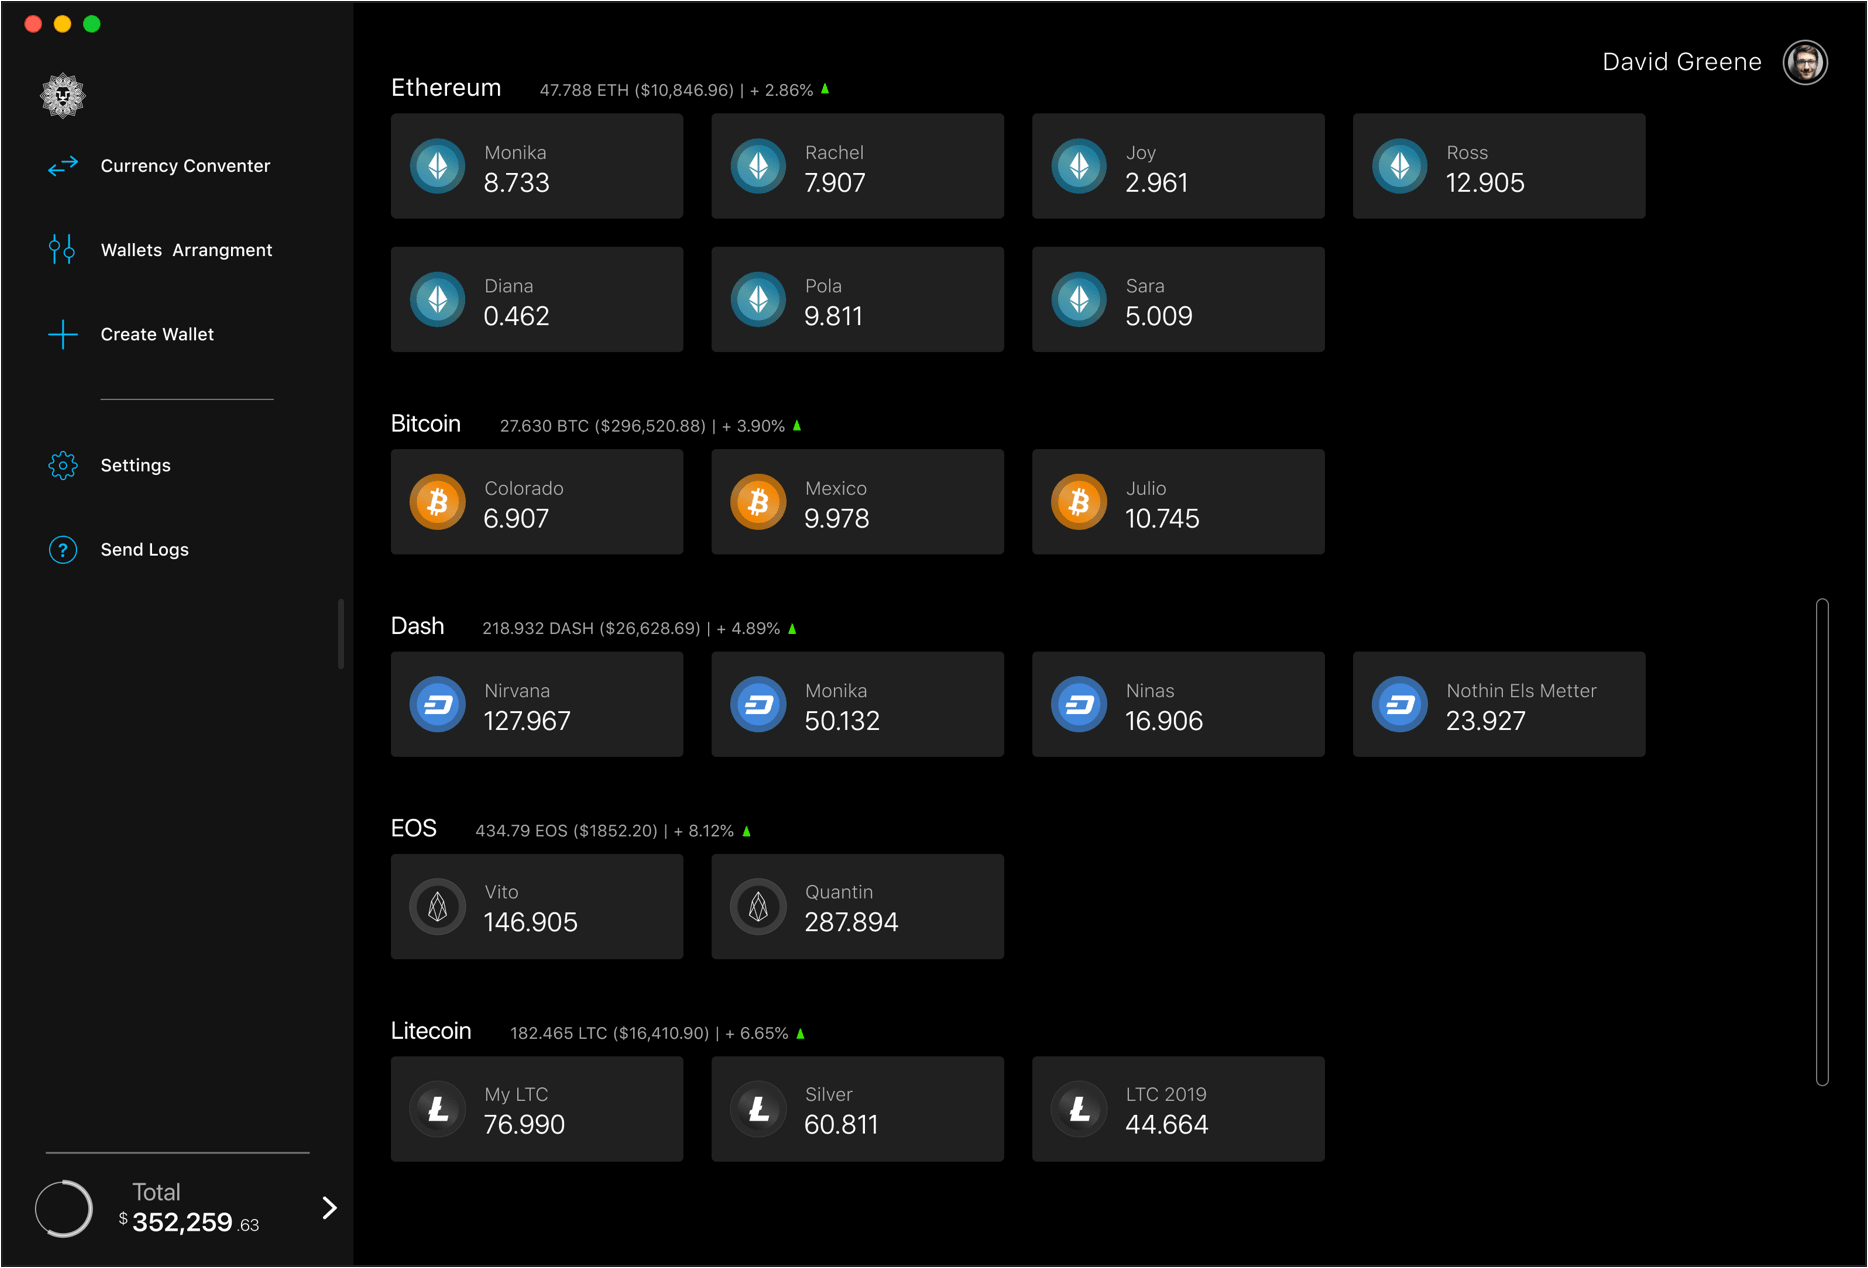 David Greene
Currency Conventer
Wallets Arrangment
Create Wallet
Settings
? Send Logs
Total
$ 352,259 .63
Ethereum 47.788 ETH ($10,846.96) | + 2.86%
Monika
8.733
Rachel
7.907
Joy
2.961
Ross
12.905
Diana
0.462
Pola
9.811
Sara
5.009
Bitcoin 27.630 BTC ($296,520.88) | + 3.90%
Colorado
6.907
Mexico
9.978
Julio
10.745
Dash 218.932 DASH ($26,628.69) | + 4.89%
Nirvana
127.967
Monika
50.132
Ninas
16.906
Nothin Els Metter
23.927
EOS 434.79 EOS ($1852.20) | + 8.12%
Vito
146.905
Quantin
287.894
Litecoin 182.465 LTC ($16,410.90) | + 6.65%
My LTC
76.990
Silver
60.811
LTC 2019
44.664